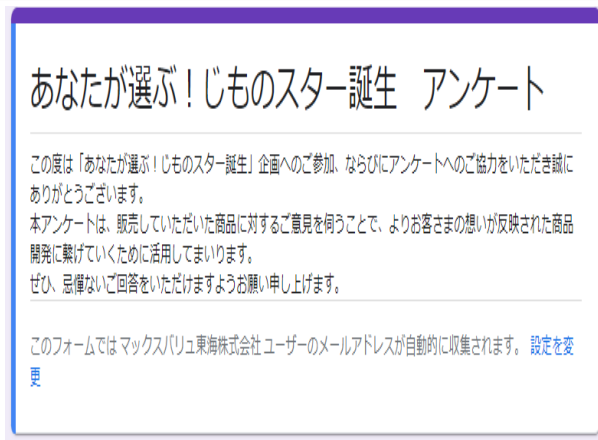 あなたが選ぶ！じものスター誕生　アンケート
この度は「あなたが選ぶ！じものスター誕生」企画へのご参加、ならびにアンケートへのご協力をいただき誠に
ありがとうございます。
本アンケートは、販売していただいた商品に対するご意見を伺うことで、よりお客さまの想いが反映された商品
開発に繋げていくために活用してまいります。
ぜひ、忌憚ないご回答をいただけますようお願い申し上げます。
このフォームでは マックスバリュ東海株式会社 ユーザーのメールアドレスが自動的に収集されます。 設定を変
更